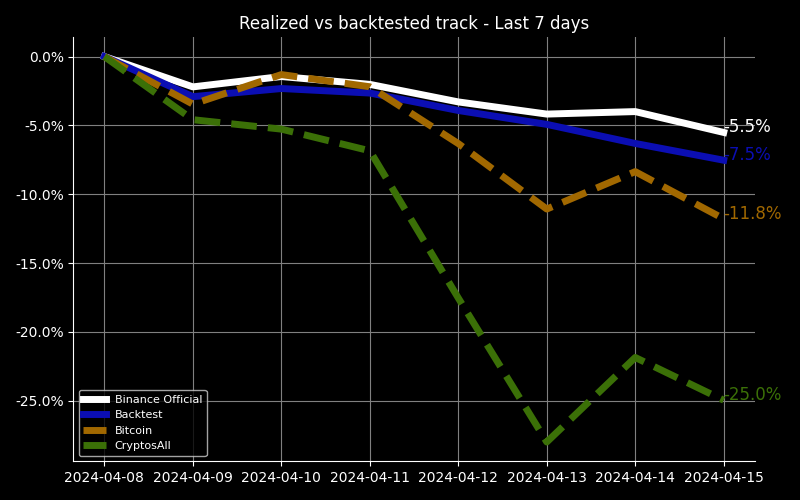 Realized vs backtested track - Last 7 days
0.0%
-5.0%
-10.0%
-15.0%
-20.0%
-25.0%
-5.5%
-7.5%
-11.8%
-25.0%
Binance Official
Backtest
Bitcoin
CryptosAll
2024-04-08 2024-04-09 2024-04-10 2024-04-11 2024-04-12 2024-04-13 2024-04-14 2024-04-15